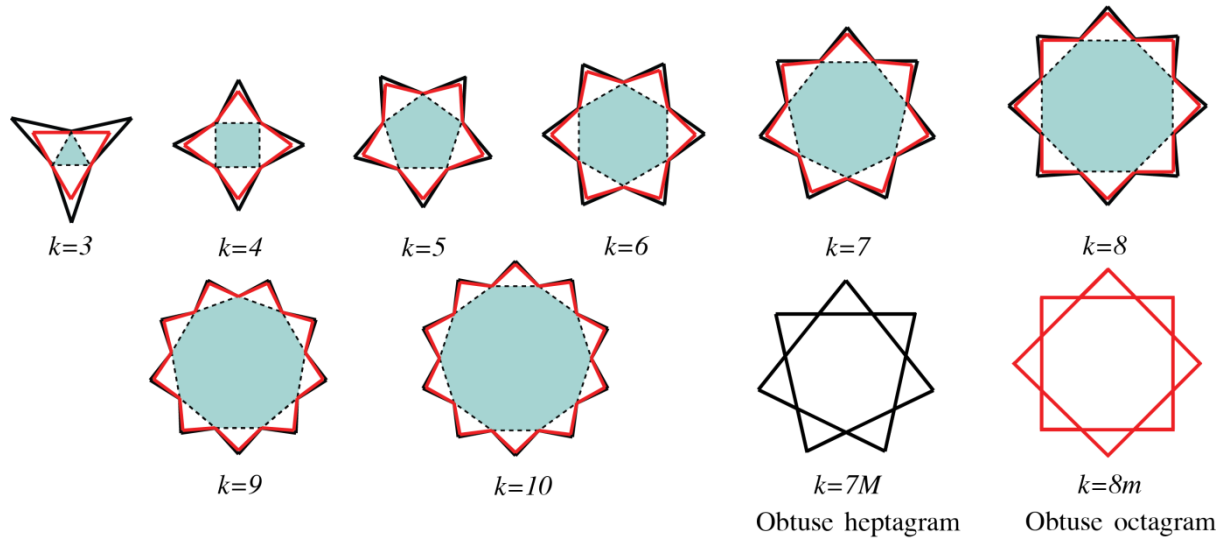 k=3
k=4
k=5
k=6
k=7
k=8
k=9
k=10
k=7M
Obtuse heptagram
k=8m
Obtuse octagram